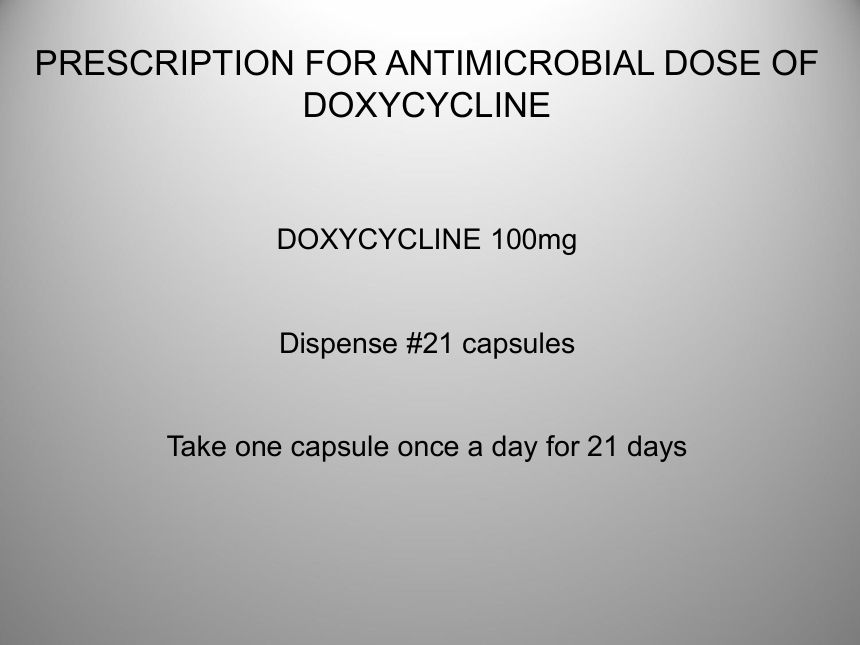 PRESCRIPTION FOR ANTIMICROBIAL DOSE OF
DOXYCYCLINE
DOXYCYCLINE 100mg
Dispense #21 capsules
Take one capsule once a day for 21 days